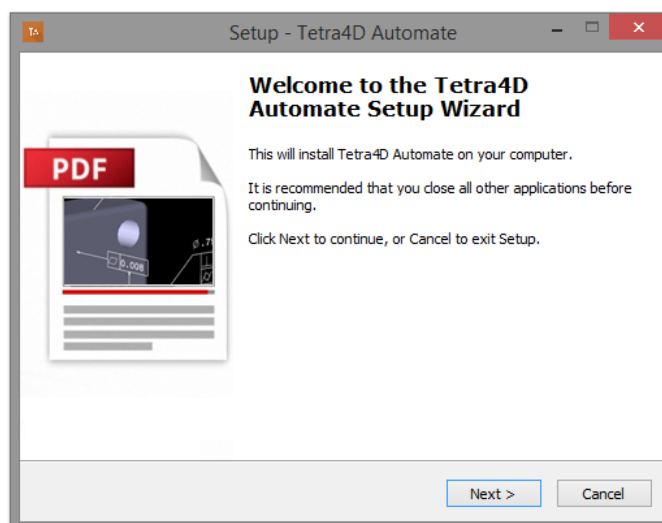 Setup - Tetra4D Automate
Welcome to the Tetra4D
Automate Setup Wizard
This will install Tetra4D Automate on your computer.
It is recommended that you close all other applications before
continuing.
Click Next to continue, or Cancel to exit Setup.
PDF
0.008
Next >
Cancel